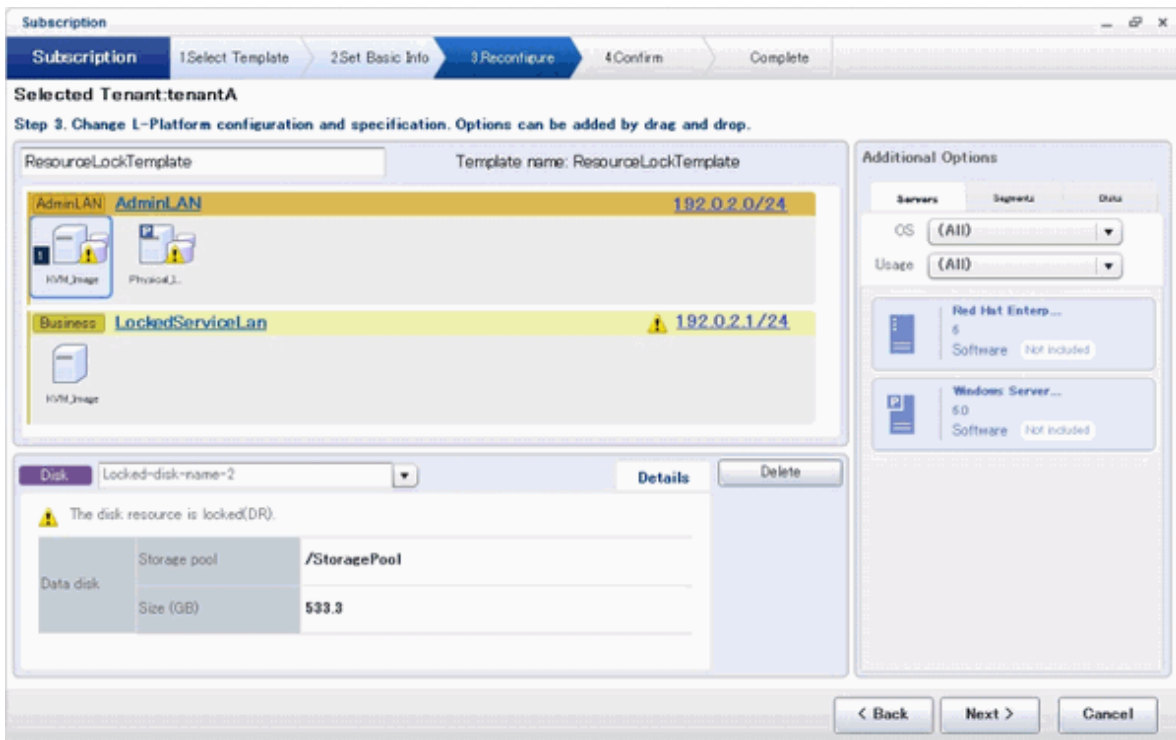 Subscription
Subscription 1.Select Template 2.Set Basic Info 3.Reconfigure 4.Confirm Complete
Selected Tenant:tenantA
Step 3. Change L-Platform configuration and specification. Options can be added by drag and drop.
ResourceLockTemplate Template name: ResourceLockTemplate
AdminLAN AdminLAN 192.0.2.0/24
1
KVM_Image Physical_L..
Business LockedServiceLan 192.0.2.1/24
KVM_Image
Disk Locked-disk-name-2 Details Delete
The disk resource is locked(DR).
Data disk
Storage pool /StoragePool
Size (GB) 533.3
Additional Options
Servers Segments Disks
OS (All)
Usage (All)
Red Hat Enterp...
6
Software Not included
P Windows Server...
6.0
Software Not included
< Back Next > Cancel